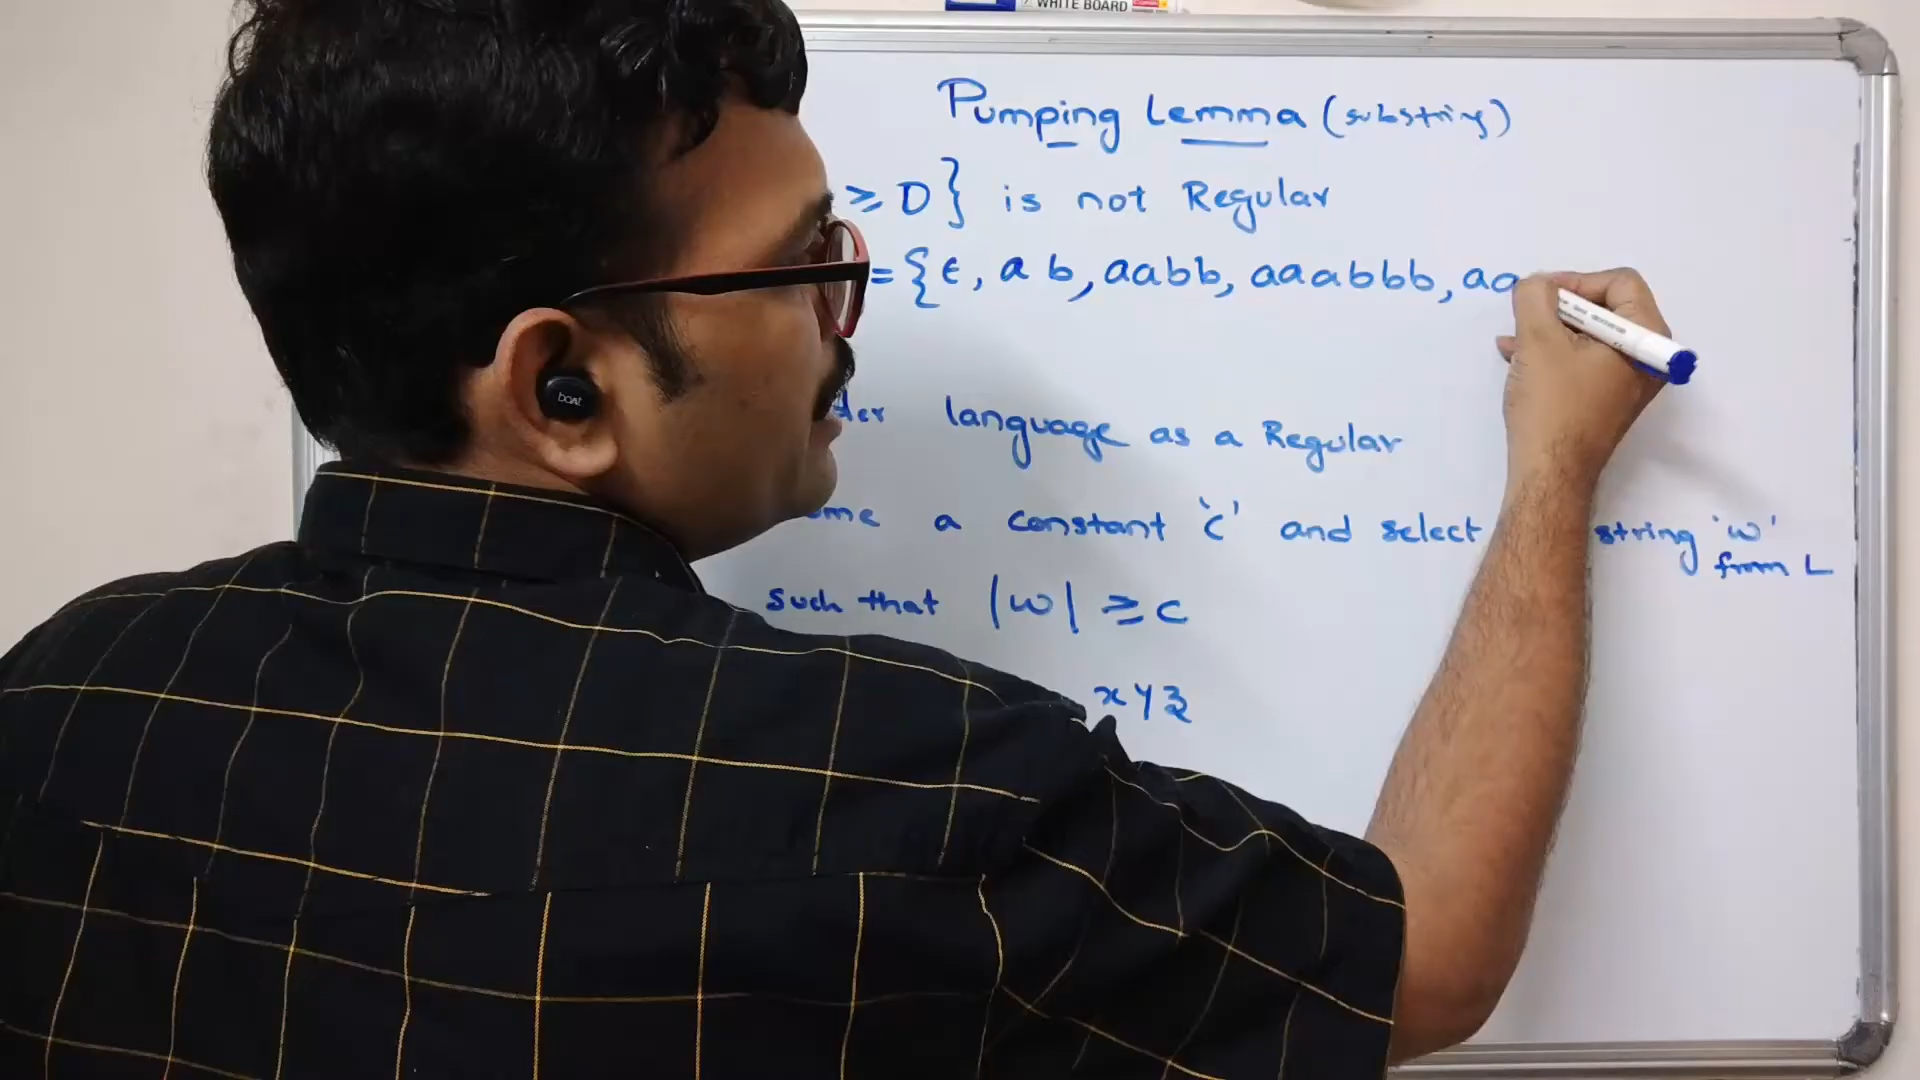 WHITE BOARD
Pumping Lemma (substring)
≥ 0} is not Regular
= {ϵ, ab, aabb, aaabbb, aa
language as a Regular
a constant 'c' and select string 'w'
from L
such that |w| ≥ c
xyz
boat